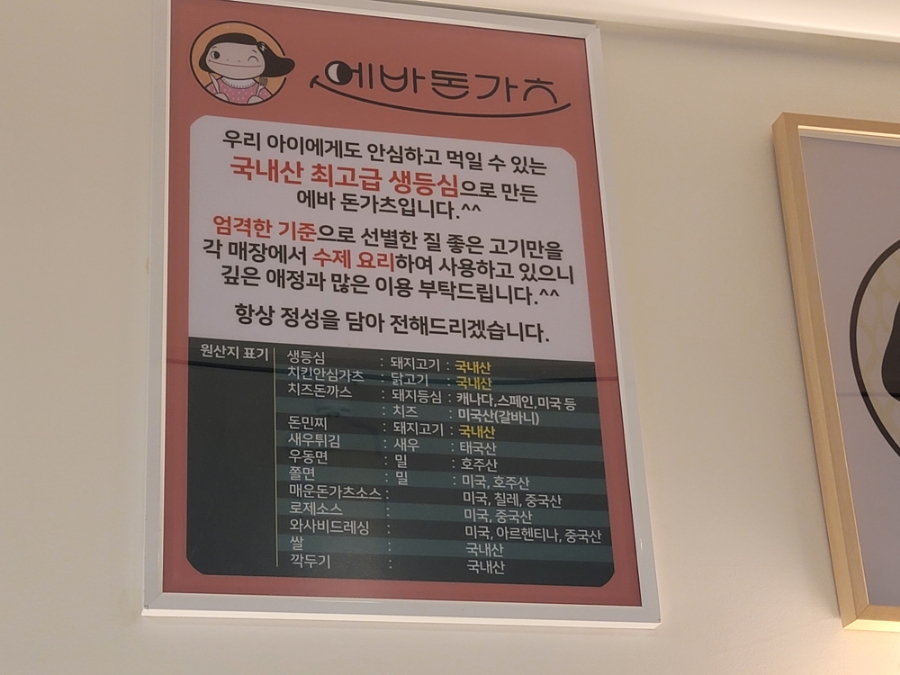 에바돈가츠
우리 아이에게도 안심하고 먹일 수 있는
국내산 최고급 생등심으로 만든
에바 돈가츠입니다.^^
엄격한 기준으로 선별한 질 좋은 고기만을
각 매장에서 수제 요리하여 사용하고 있으니
깊은 애정과 많은 이용 부탁드립니다.^^
항상 정성을 담아 전해드리겠습니다.
원산지 표기
생등심 : 돼지고기 : 국내산
치킨안심가츠 : 닭고기 : 국내산
치즈돈까스 : 돼지등심 : 캐나다,스페인,미국 등
: 치즈 : 미국산(갈바니)
돈민찌 : 돼지고기 : 국내산
새우튀김 : 새우 : 태국산
우동면 : 밀 : 호주산
쫄면 : 밀 : 미국, 호주산
매운돈가츠소스 : 미국, 칠레, 중국산
로제소스 : 미국, 중국산
와사비드레싱 : 미국, 아르헨티나, 중국산
쌀 : 국내산
깍두기 : 국내산